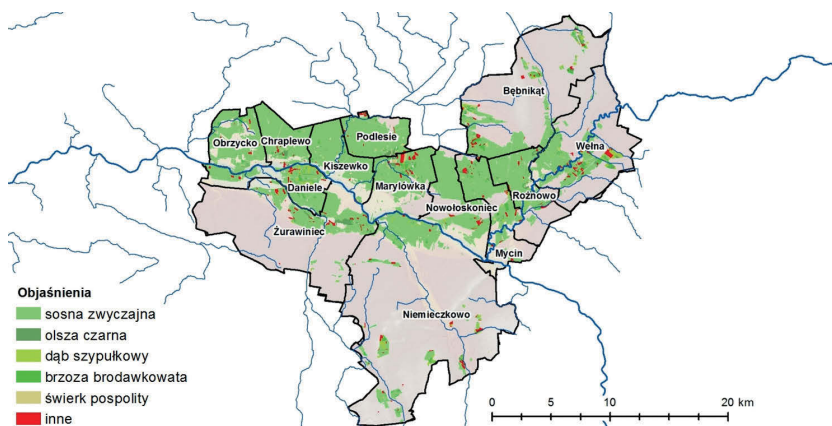 Bębnikąt
Wełna
Obrzycko
Chraplewo
Podlesie
Kiszewko
Daniele
Marylówka
Rożnowo
Nowołoskoniec
Żurawiniec
Mycin
Niemieczkowo
Objaśnienia
sosna zwyczajna
olsza czarna
dąb szypułkowy
brzoza brodawkowata
świerk pospolity
inne
0 5 10 20 km